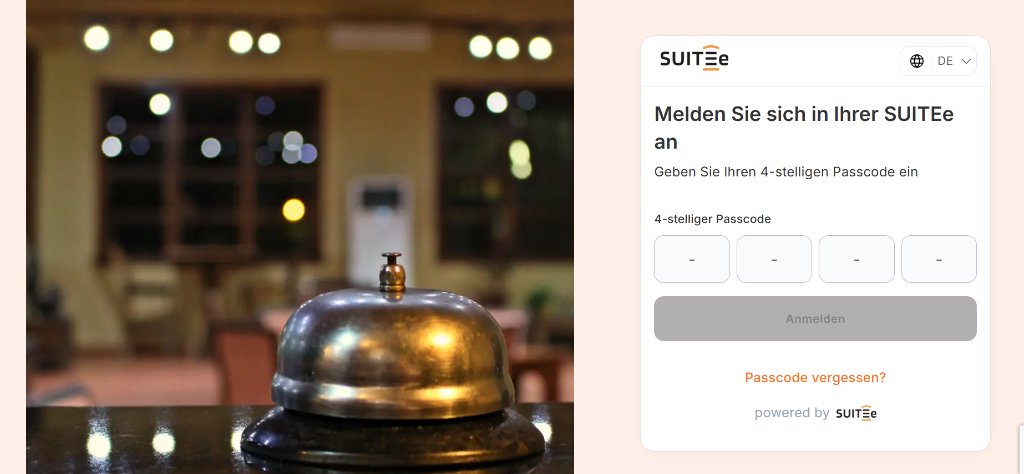 SUITEe
DE
Melden Sie sich in Ihrer SUITEe
an
Geben Sie Ihren 4-stelligen Passcode ein
4-stelliger Passcode
- - - -
Anmelden
Passcode vergessen?
powered by SUITEe